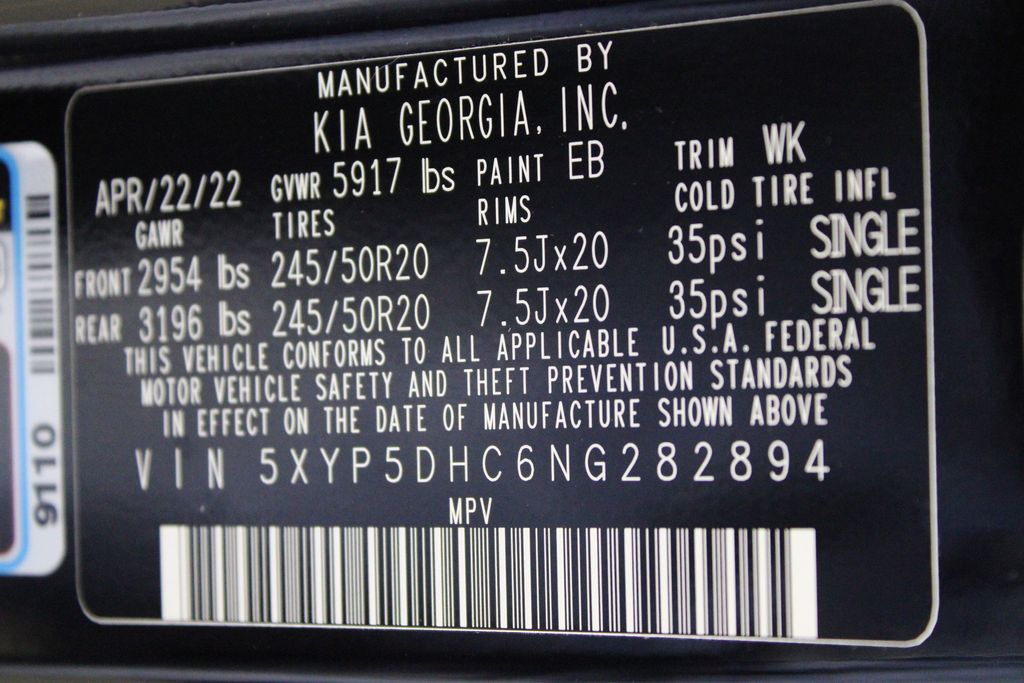 MANUFACTURED BY
KIA GEORGIA, INC.
APR/22/22 GVWR 5917 lbs PAINT EB TRIM WK
GAWR TIRES RIMS COLD TIRE INFL
FRONT 2954 lbs 245/50R20 7.5Jx20 35psi SINGLE
REAR 3196 lbs 245/50R20 7.5Jx20 35psi SINGLE
THIS VEHICLE CONFORMS TO ALL APPLICABLE U.S.A. FEDERAL
MOTOR VEHICLE SAFETY AND THEFT PREVENTION STANDARDS
IN EFFECT ON THE DATE OF MANUFACTURE SHOWN ABOVE
VIN 5XYP5DHC6NG282894
MPV
9110